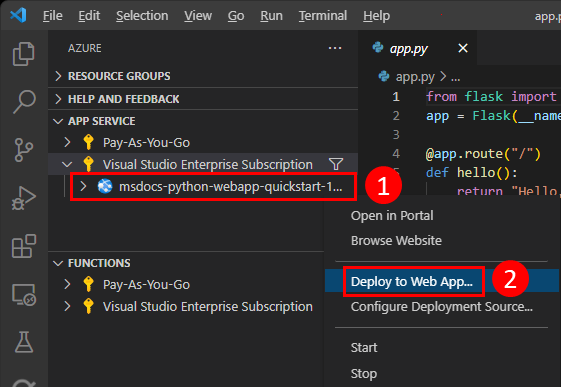 File Edit Selection View Go Run Terminal Help app.p
AZURE ...
app.py
RESOURCE GROUPS
app.py > ...
HELP AND FEEDBACK
1 from flask import
APP SERVICE
2 app = Flask(__name
Pay-As-You-Go
3
Visual Studio Enterprise Subscription
4 @app.route("/")
msdocs-python-webapp-quickstart-1...
1
5 def hello():
6 return "Hello,
Open in Portal
Browse Website
FUNCTIONS
Pay-As-You-Go
Deploy to Web App...
2
Visual Studio Enterprise Subscription
Configure Deployment Source...
Start
Stop